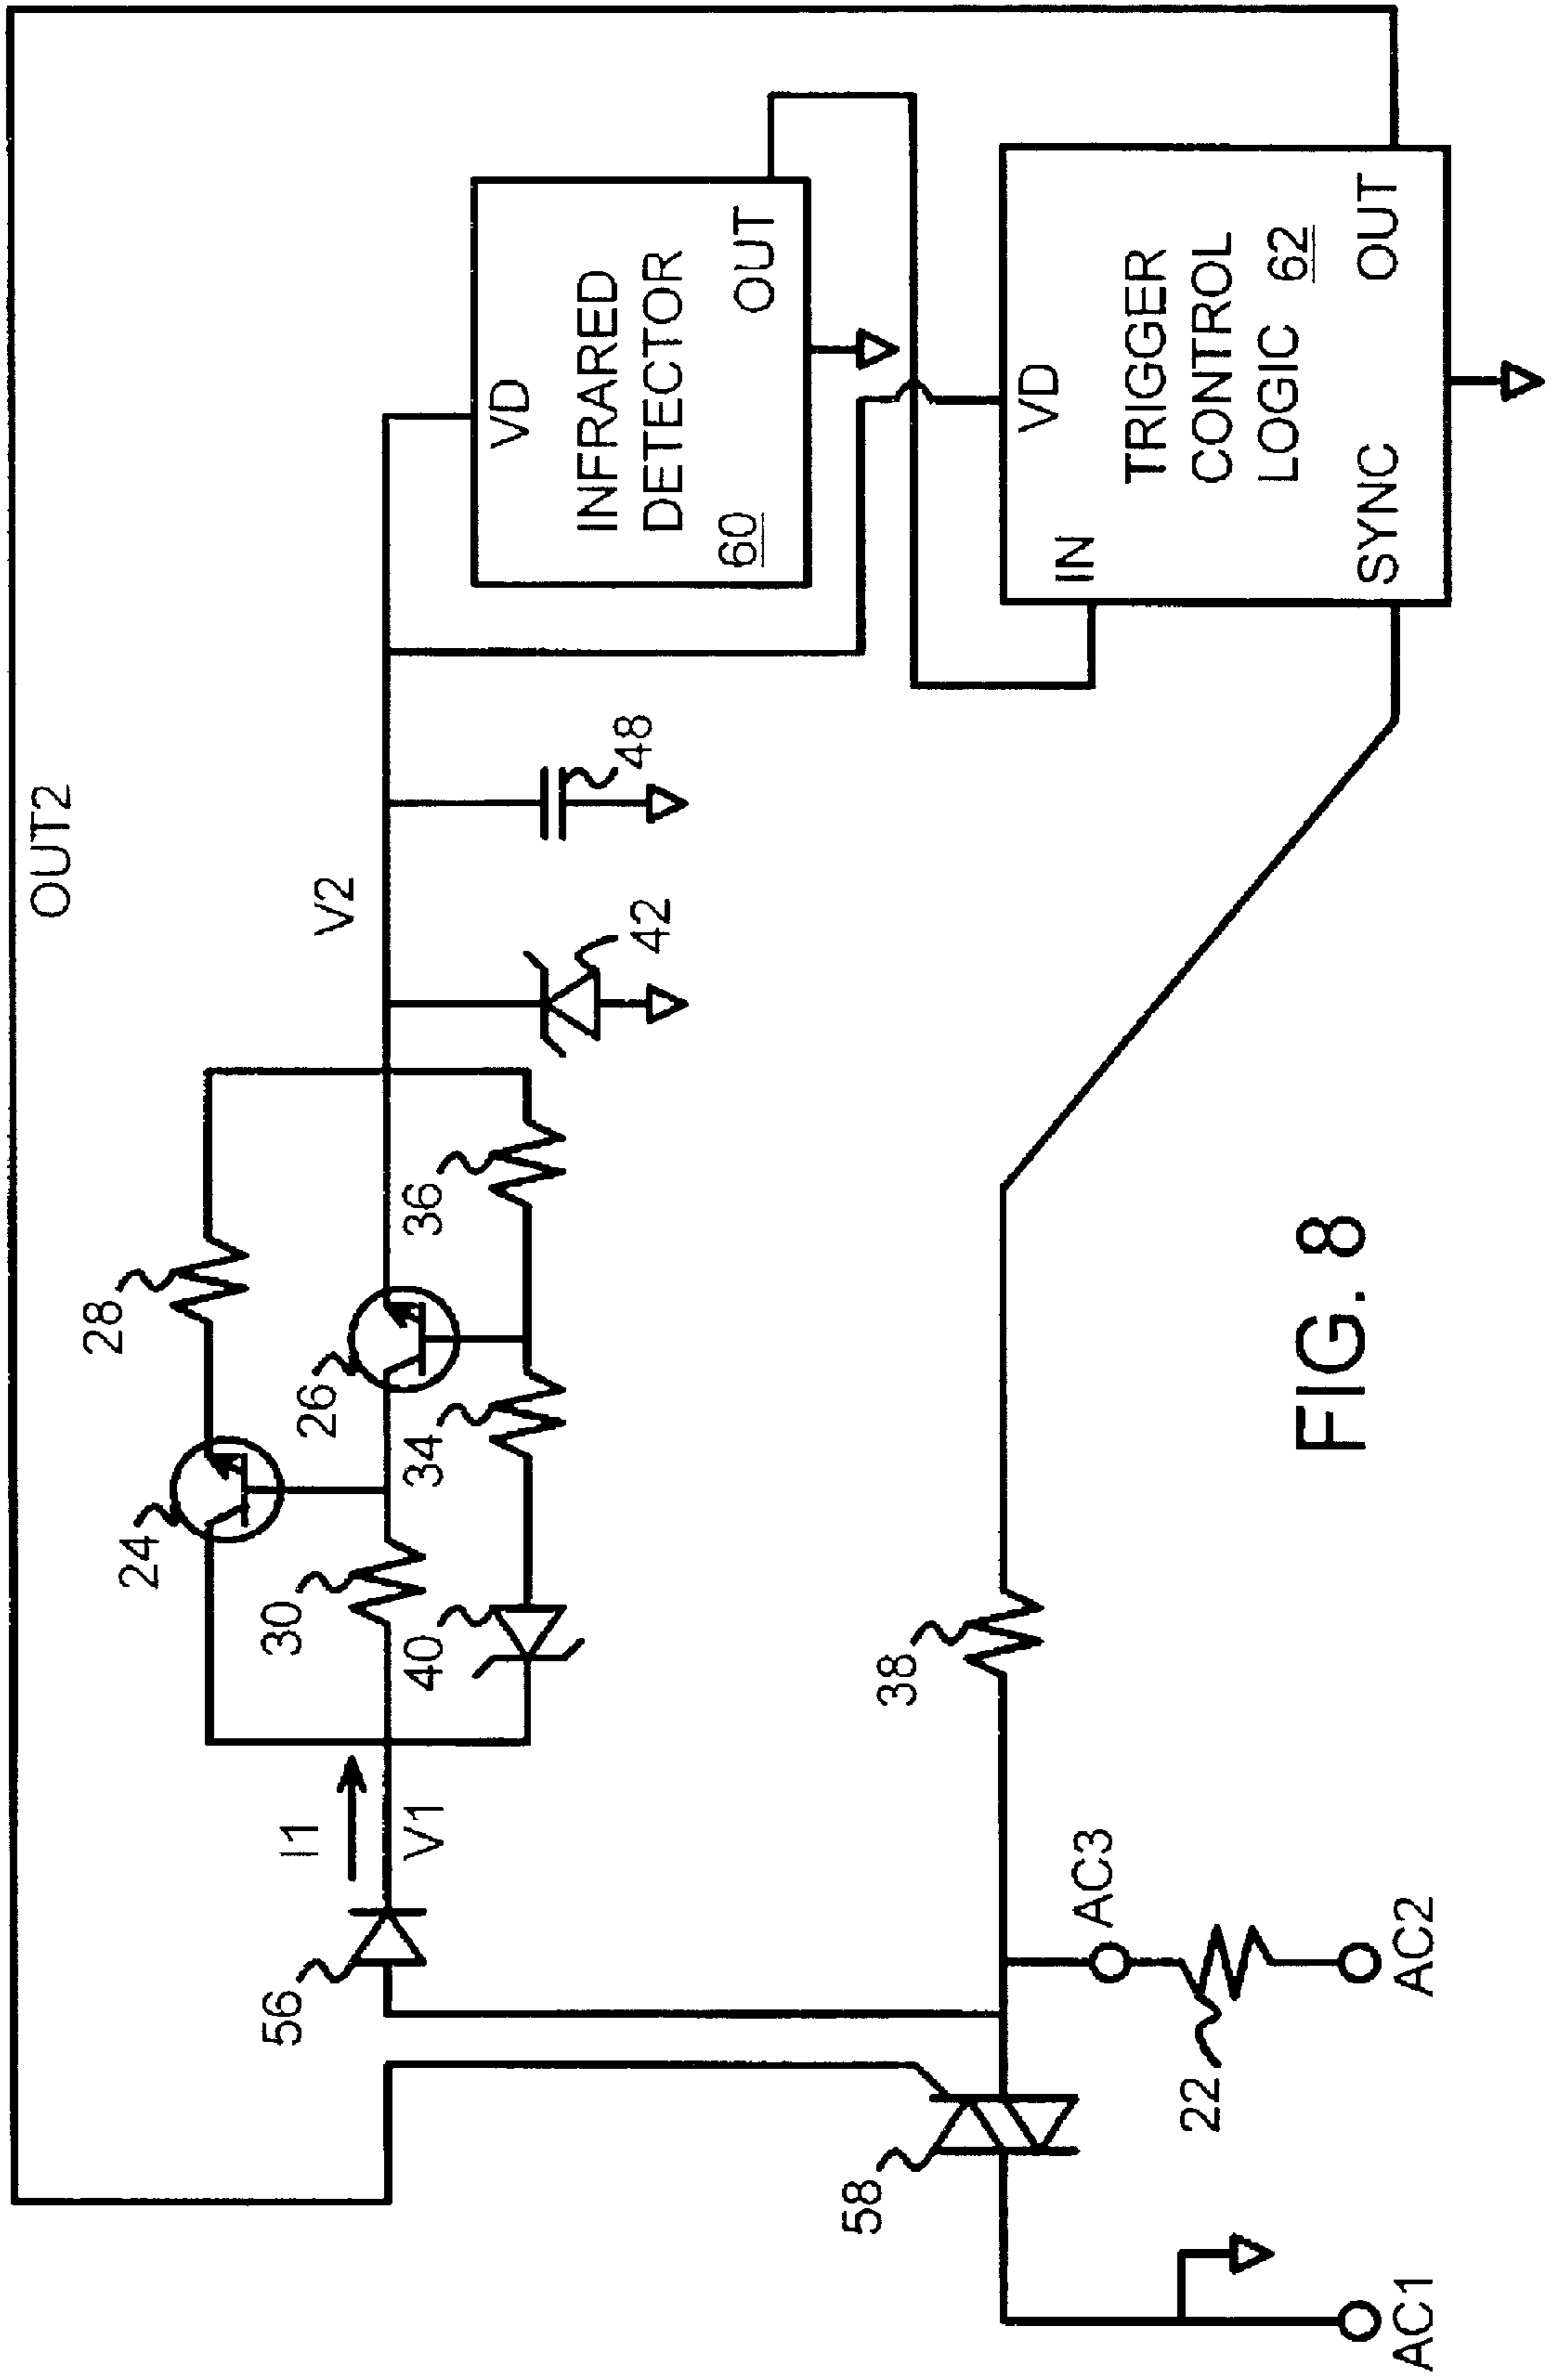 OUT2
24
28
I1
30
26
V2
56
V1
40
34
36
42
48
VD
INFRARED
DETECTOR
60
OUT
58
38
AC3
VD
IN
TRIGGER
CONTROL
LOGIC 62
SYNC
OUT
22
AC1
AC2
FIG. 8